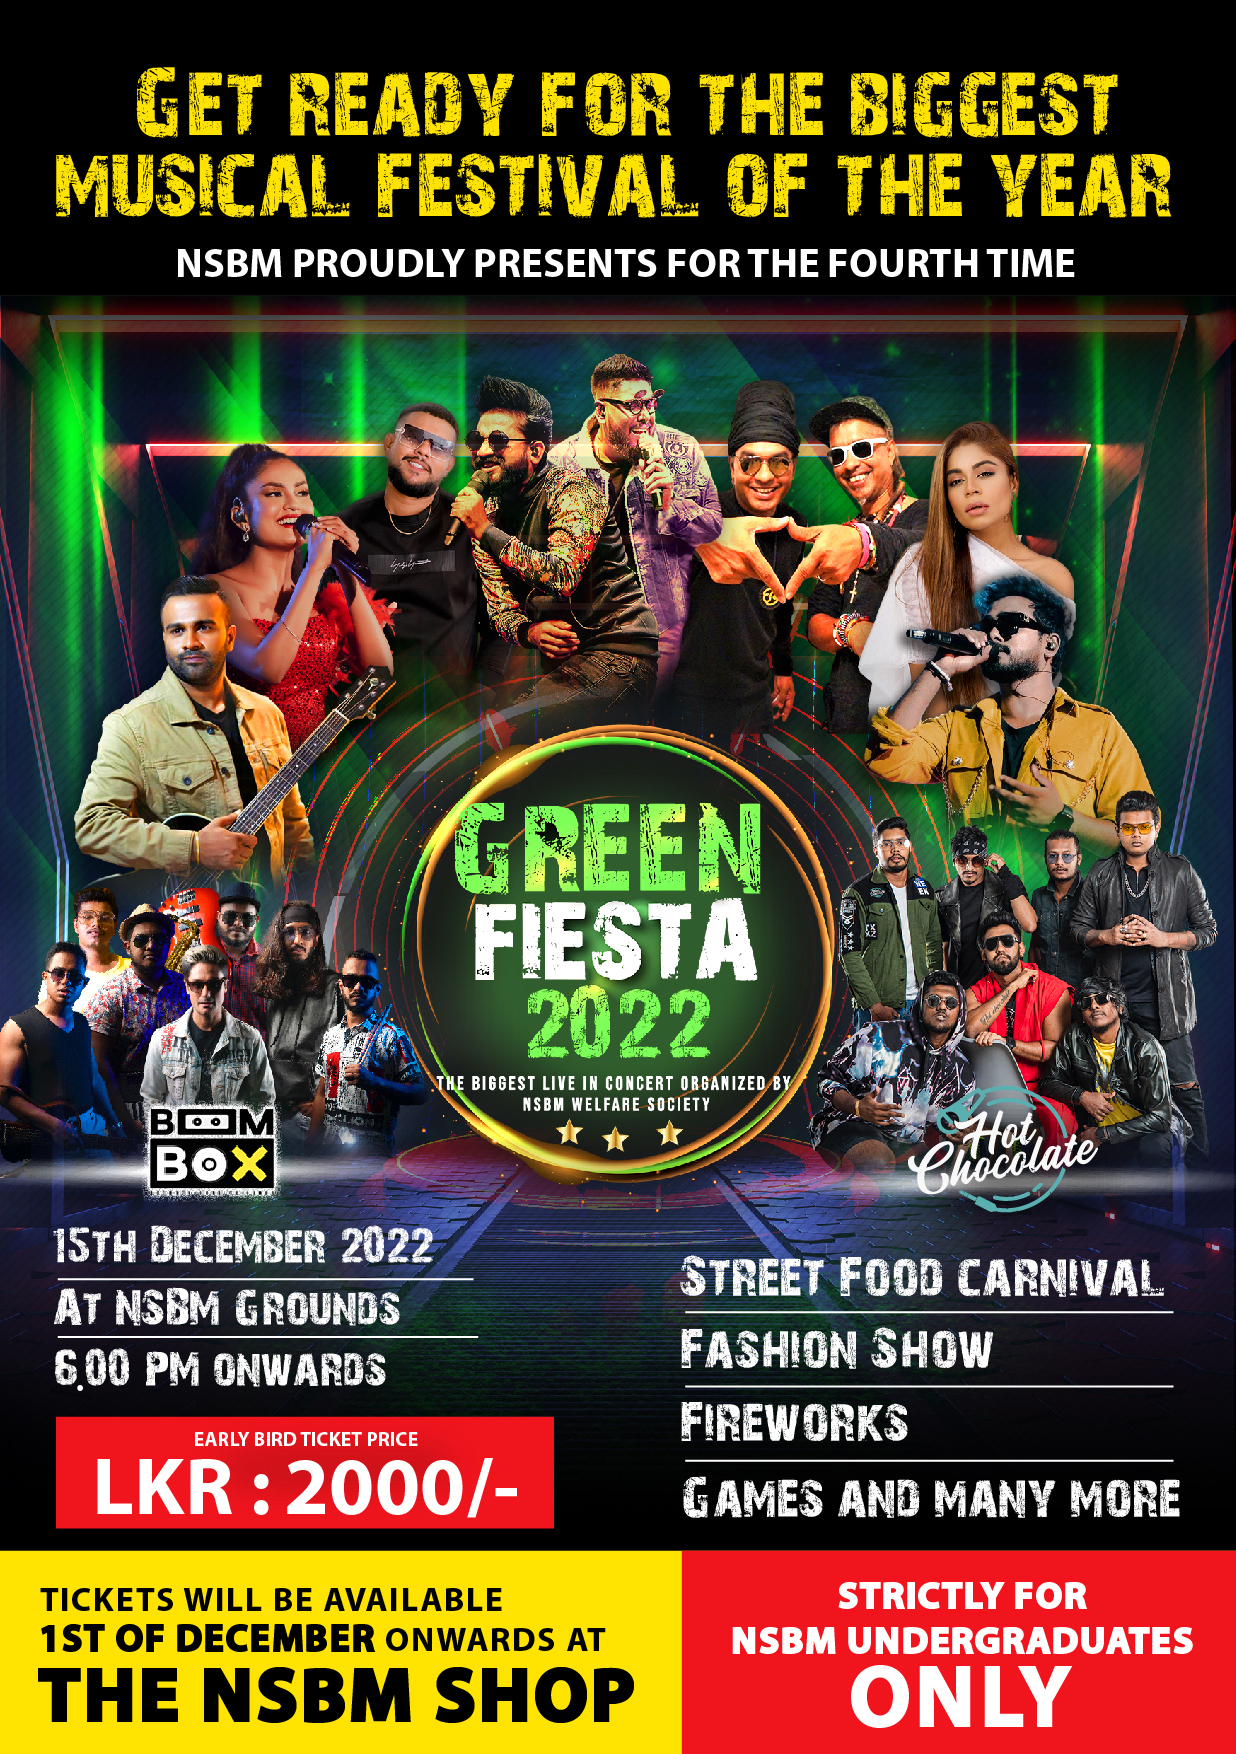 GET READY FOR THE BIGGEST
MUSICAL FESTIVAL OF THE YEAR
NSBM PROUDLY PRESENTS FOR THE FOURTH TIME
GREEN
FIESTA
2022
THE BIGGEST LIVE IN CONCERT ORGANIZED BY
NSBM WELFARE SOCIETY
BOOM
BOX
Hot
Chocolate
15TH DECEMBER 2022
AT NSBM GROUNDS
6.00 PM ONWARDS
STREET FOOD CARNIVAL
FASHION SHOW
FIREWORKS
GAMES AND MANY MORE
EARLY BIRD TICKET PRICE
LKR : 2000/-
TICKETS WILL BE AVAILABLE
1ST OF DECEMBER ONWARDS AT
THE NSBM SHOP
STRICTLY FOR
NSBM UNDERGRADUATES
ONLY